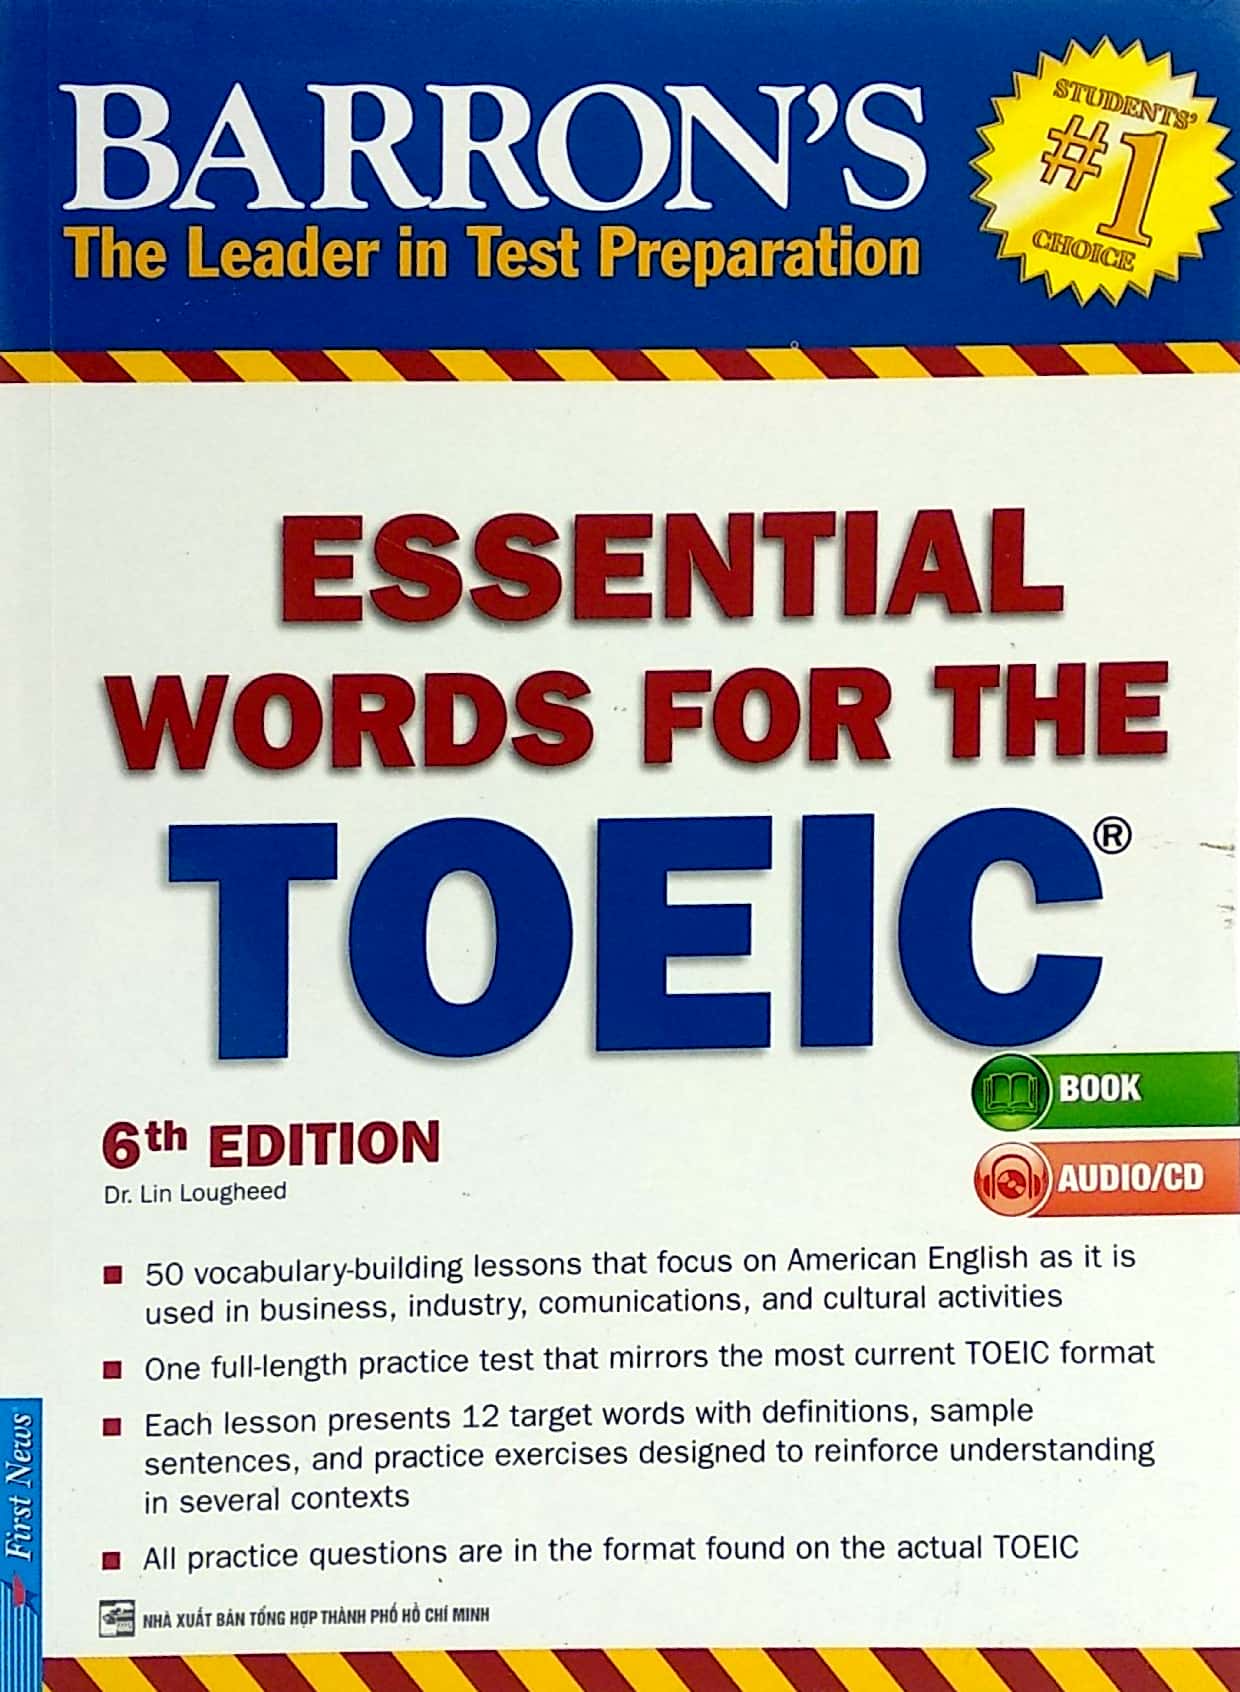 BARRON'S
The Leader in Test Preparation
STUDENTS'
#1
CHOICE
ESSENTIAL
WORDS FOR THE
TOEIC®
BOOK
AUDIO/CD
6th EDITION
Dr. Lin Lougheed
■ 50 vocabulary-building lessons that focus on American English as it is
used in business, industry, comunications, and cultural activities
■ One full-length practice test that mirrors the most current TOEIC format
■ Each lesson presents 12 target words with definitions, sample
sentences, and practice exercises designed to reinforce understanding
in several contexts
■ All practice questions are in the format found on the actual TOEIC
First News
NHÀ XUẤT BẢN TỔNG HỢP THÀNH PHỐ HỒ CHÍ MINH